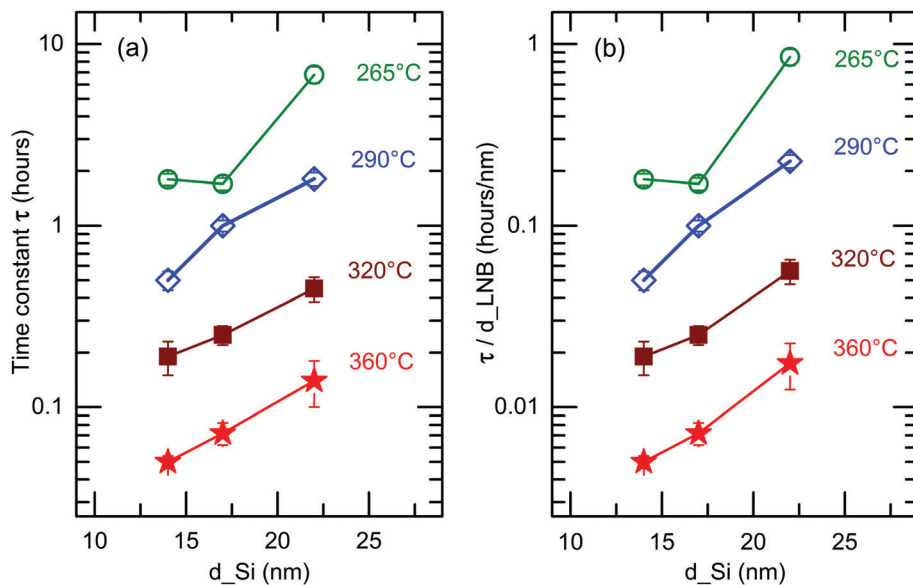 (a)
10
1
0.1
Time constant τ (hours)
265°C
290°C
320°C
360°C
10
15
20
25
d_Si (nm)
(b)
1
0.1
0.01
τ / d_LNB (hours/nm)
265°C
290°C
320°C
360°C
10
15
20
25
d_Si (nm)